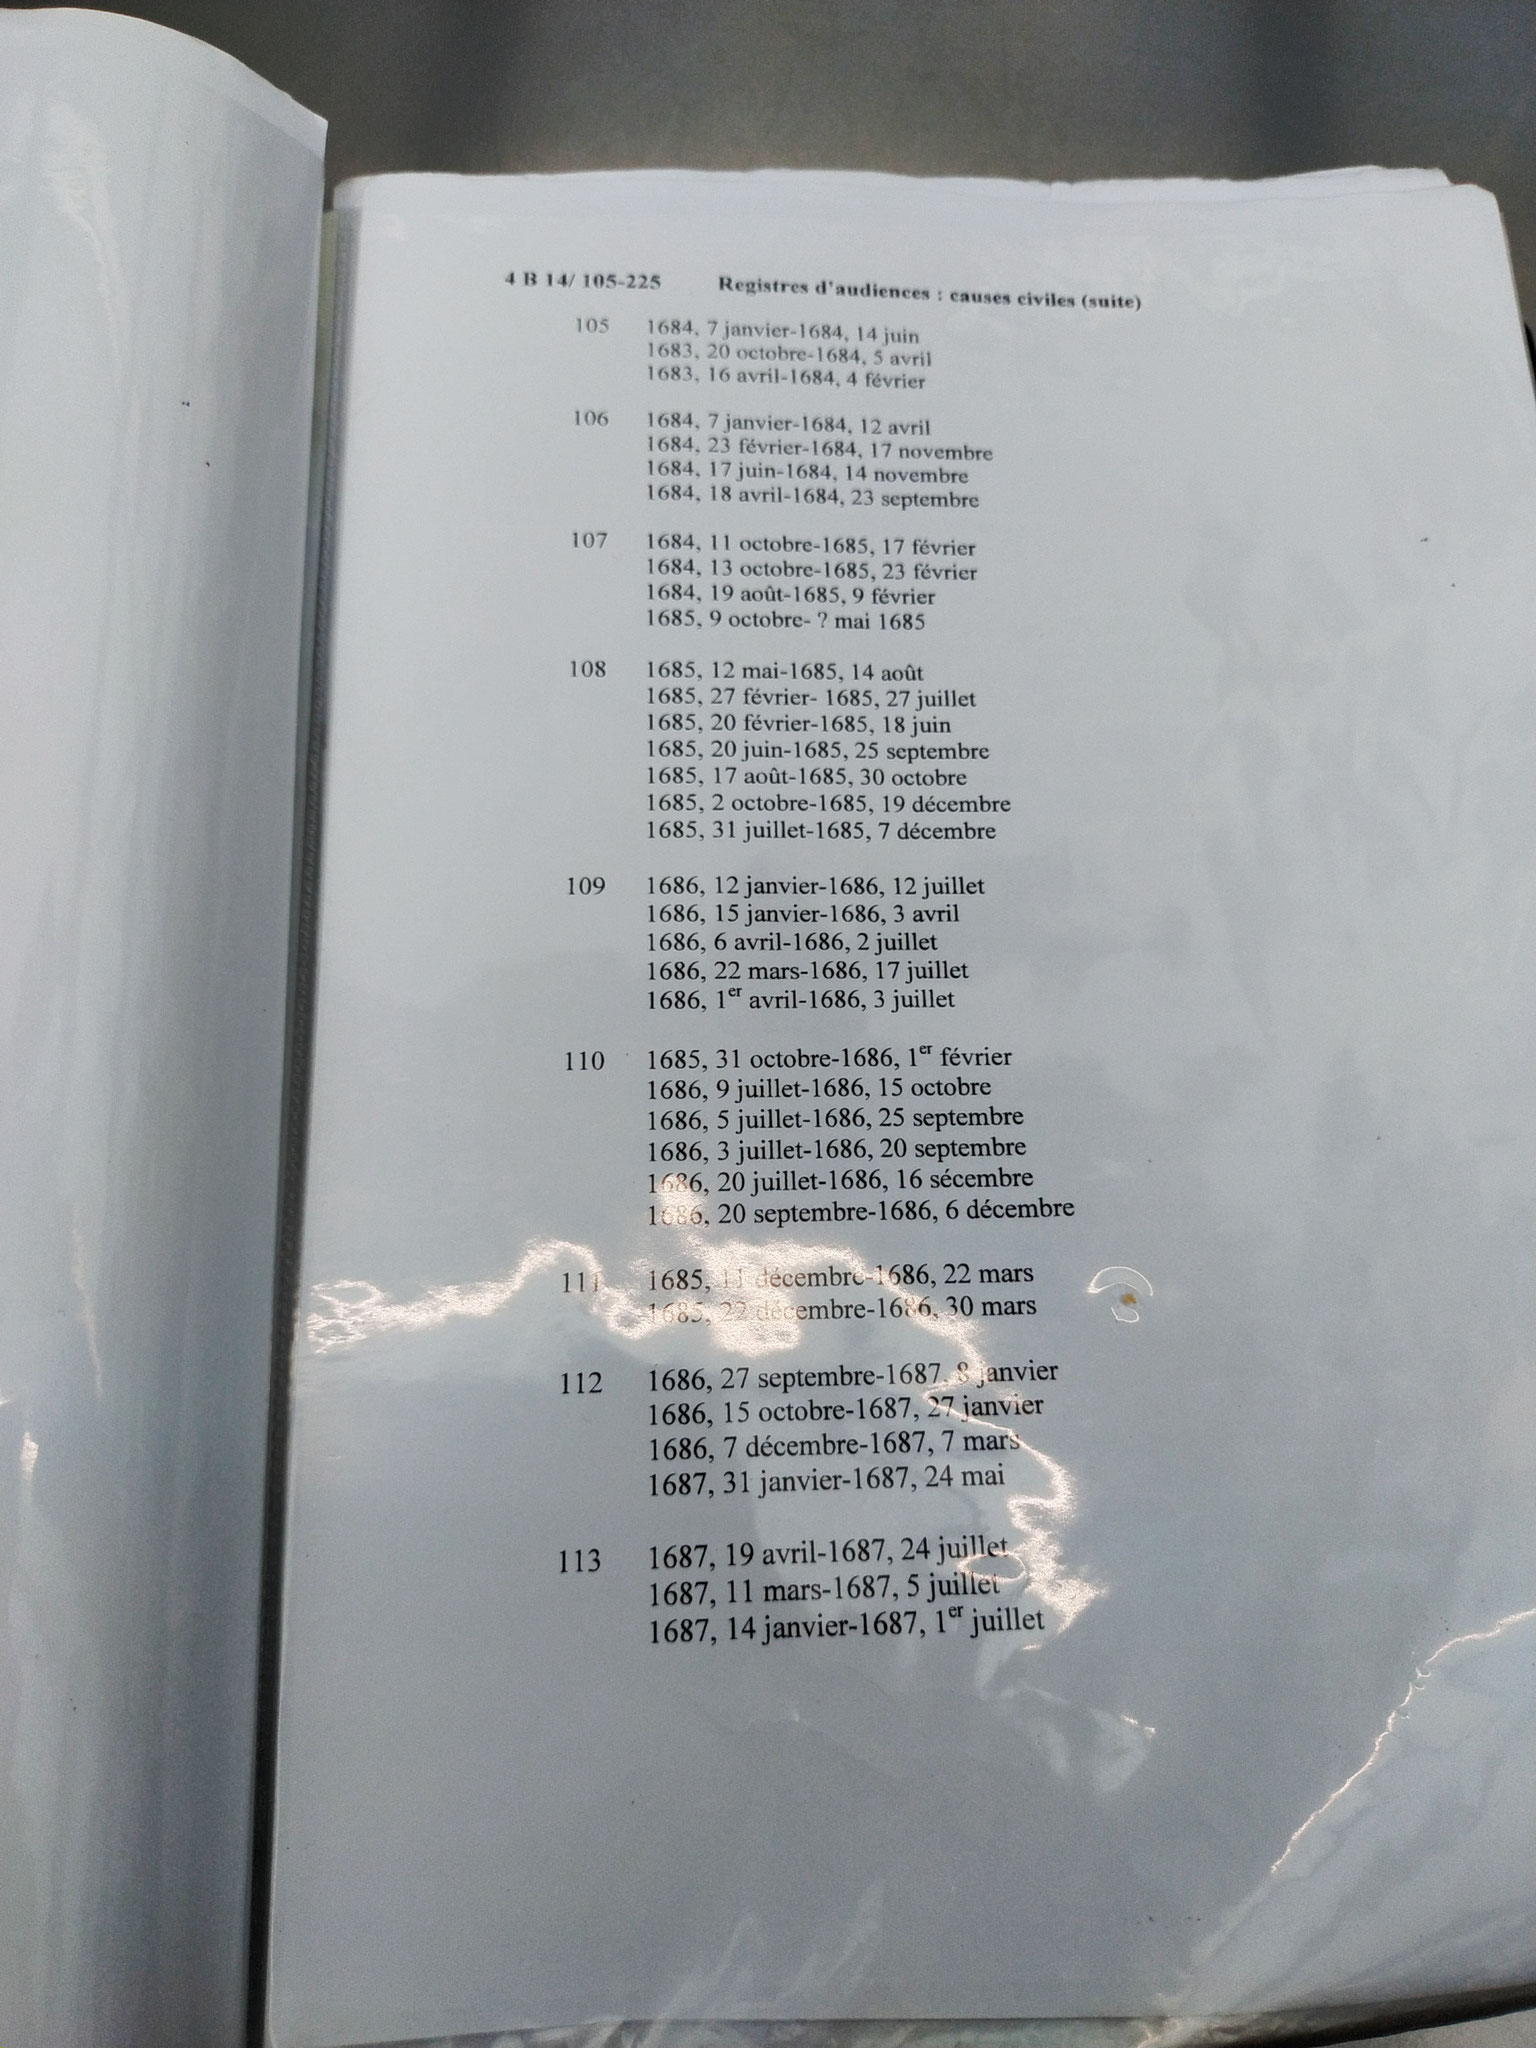 4 B 14/ 105-225 Registres d'audiences : causes civiles (suite)
105 1684, 7 janvier-1684, 14 juin
1683, 20 octobre-1684, 5 avril
1683, 16 avril-1684, 4 février
106 1684, 7 janvier-1684, 12 avril
1684, 23 février-1684, 17 novembre
1684, 17 juin-1684, 14 novembre
1684, 18 avril-1684, 23 septembre
107 1684, 11 octobre-1685, 17 février
1684, 13 octobre-1685, 23 février
1684, 19 août-1685, 9 février
1685, 9 octobre- ? mai 1685
108 1685, 12 mai-1685, 14 août
1685, 27 février- 1685, 27 juillet
1685, 20 février-1685, 18 juin
1685, 20 juin-1685, 25 septembre
1685, 17 août-1685, 30 octobre
1685, 2 octobre-1685, 19 décembre
1685, 31 juillet-1685, 7 décembre
109 1686, 12 janvier-1686, 12 juillet
1686, 15 janvier-1686, 3 avril
1686, 6 avril-1686, 2 juillet
1686, 22 mars-1686, 17 juillet
1686, 1er avril-1686, 3 juillet
110 1685, 31 octobre-1686, 1er février
1686, 9 juillet-1686, 15 octobre
1686, 5 juillet-1686, 25 septembre
1686, 3 juillet-1686, 20 septembre
1686, 20 juillet-1686, 16 sécembre
1686, 20 septembre-1686, 6 décembre
111 1685, 11 décembre-1686, 22 mars
1685, 22 décembre-1686, 30 mars
112 1686, 27 septembre-1687, 8 janvier
1686, 15 octobre-1687, 27 janvier
1686, 7 décembre-1687, 7 mars
1687, 31 janvier-1687, 24 mai
113 1687, 19 avril-1687, 24 juillet
1687, 11 mars-1687, 5 juillet
1687, 14 janvier-1687, 1er juillet